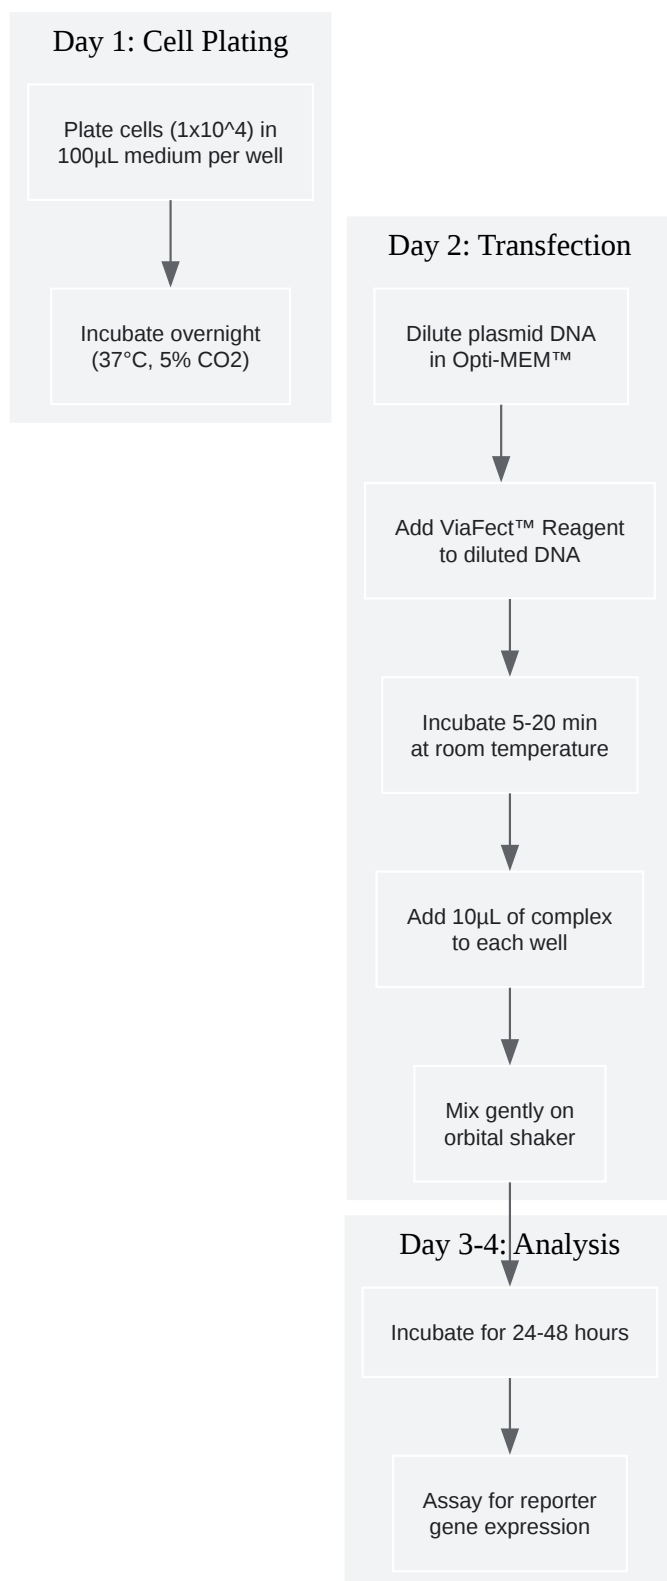 Day 1: Cell Plating
Plate cells (1x10^4) in
100µL medium per well
Incubate overnight
(37°C, 5% CO2)
Day 2: Transfection
Dilute plasmid DNA
in Opti-MEM™
Add ViaFect™ Reagent
to diluted DNA
Incubate 5-20 min
at room temperature
Add 10µL of complex
to each well
Mix gently on
orbital shaker
Day 3-4: Analysis
Incubate for 24-48 hours
Assay for reporter
gene expression